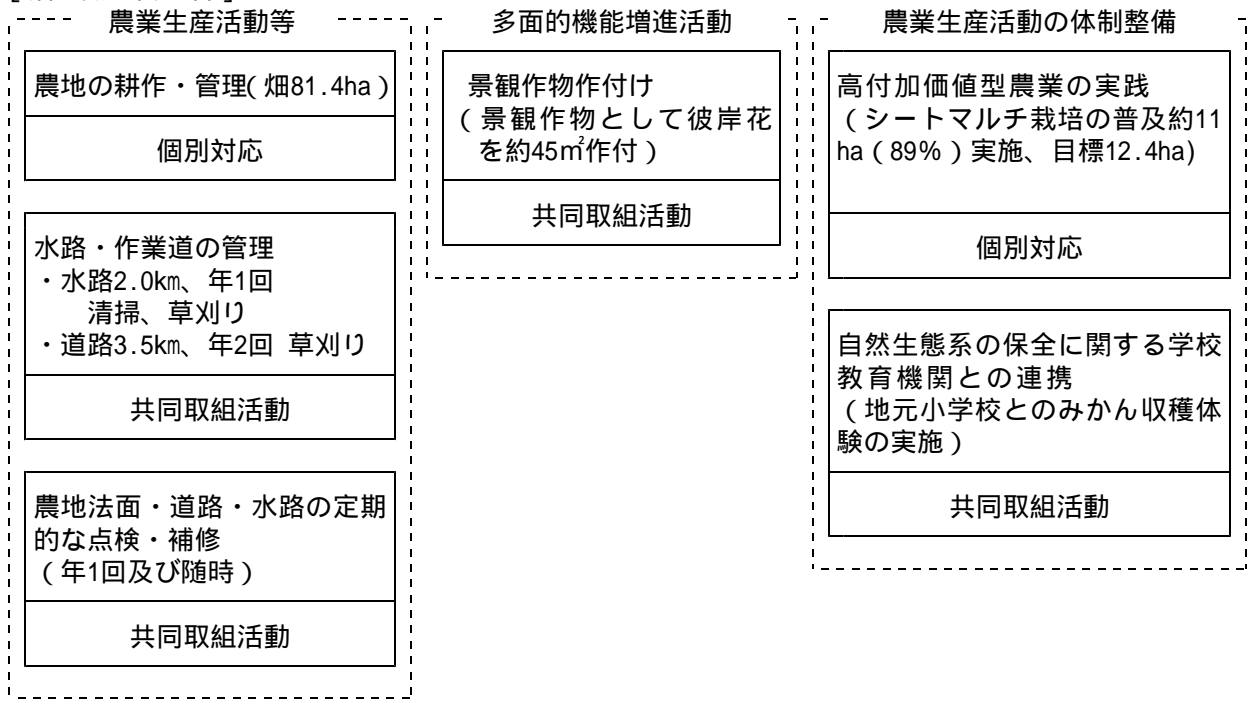 農業生産活動等
農地の耕作・管理(畑81.4ha)
個別対応
水路・作業道の管理
・水路2.0㎞、年1回
清掃、草刈り
・道路3.5㎞、年2回 草刈り
共同取組活動
農地法面・道路・水路の定期
的な点検・補修
(年1回及び随時)
共同取組活動
多面的機能増進活動
景観作物作付け
(景観作物として彼岸花
を約45㎡作付)
共同取組活動
農業生産活動の体制整備
高付加価値型農業の実践
(シートマルチ栽培の普及約11
ha(89%)実施、目標12.4ha)
個別対応
自然生態系の保全に関する学校
教育機関との連携
(地元小学校とのみかん収穫体
験の実施)
共同取組活動